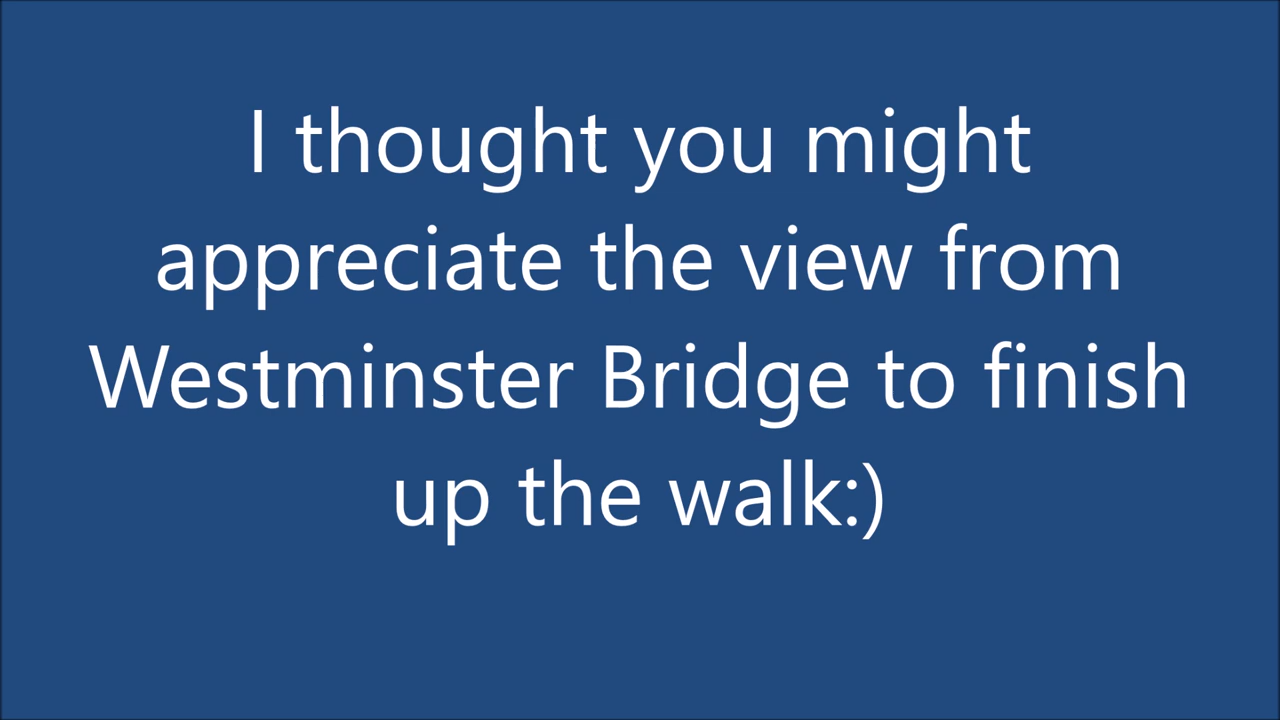 I thought you might
appreciate the view from
Westminster Bridge to finish
up the walk:)